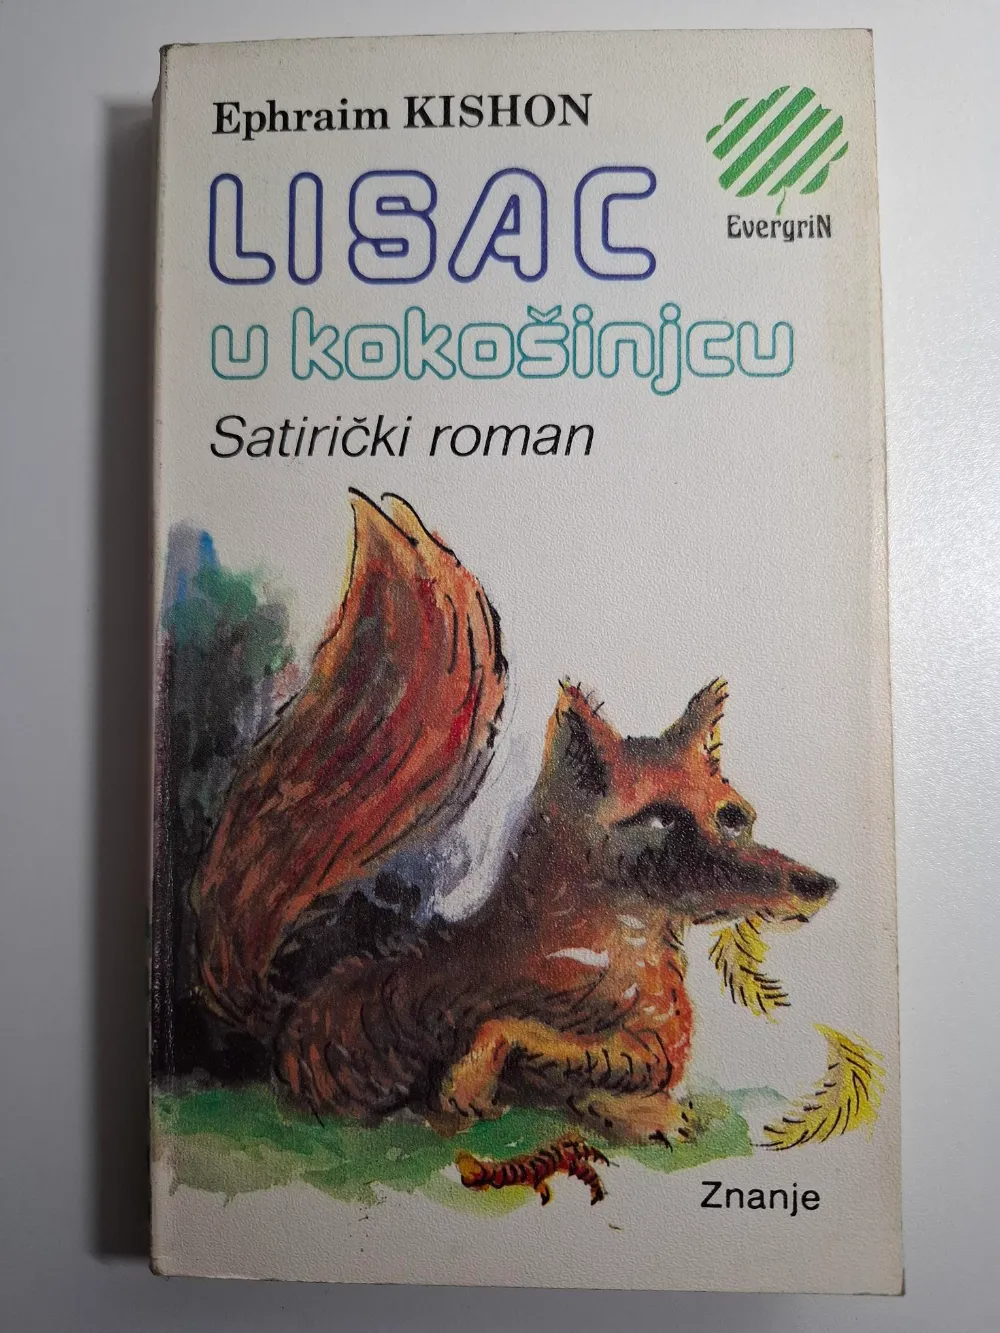 Ephraim KISHON
EvergriN
LISAC
u kokošinjcu
Satirički roman
Znanje